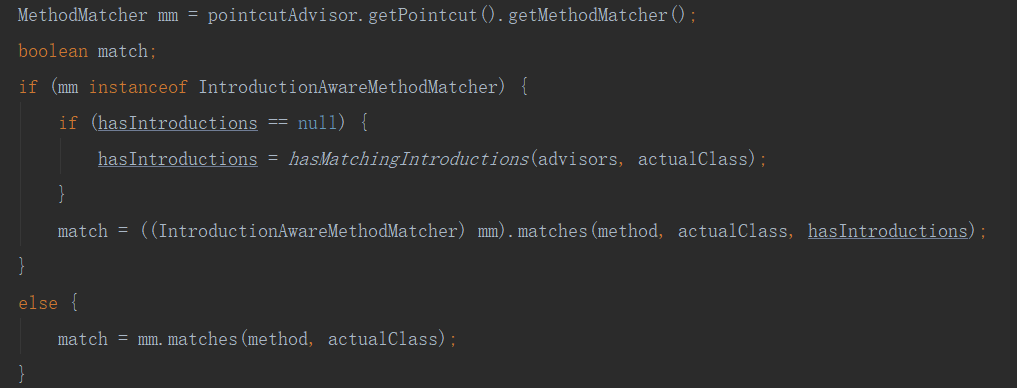 MethodMatcher mm = pointcutAdvisor.getPointcut().getMethodMatcher();
boolean match;
if (mm instanceof IntroductionAwareMethodMatcher) {
    if (hasIntroductions == null) {
        hasIntroductions = hasMatchingIntroductions(advisors, actualClass);
    }
    match = ((IntroductionAwareMethodMatcher) mm).matches(method, actualClass, hasIntroductions);
}
else {
    match = mm.matches(method, actualClass);
}